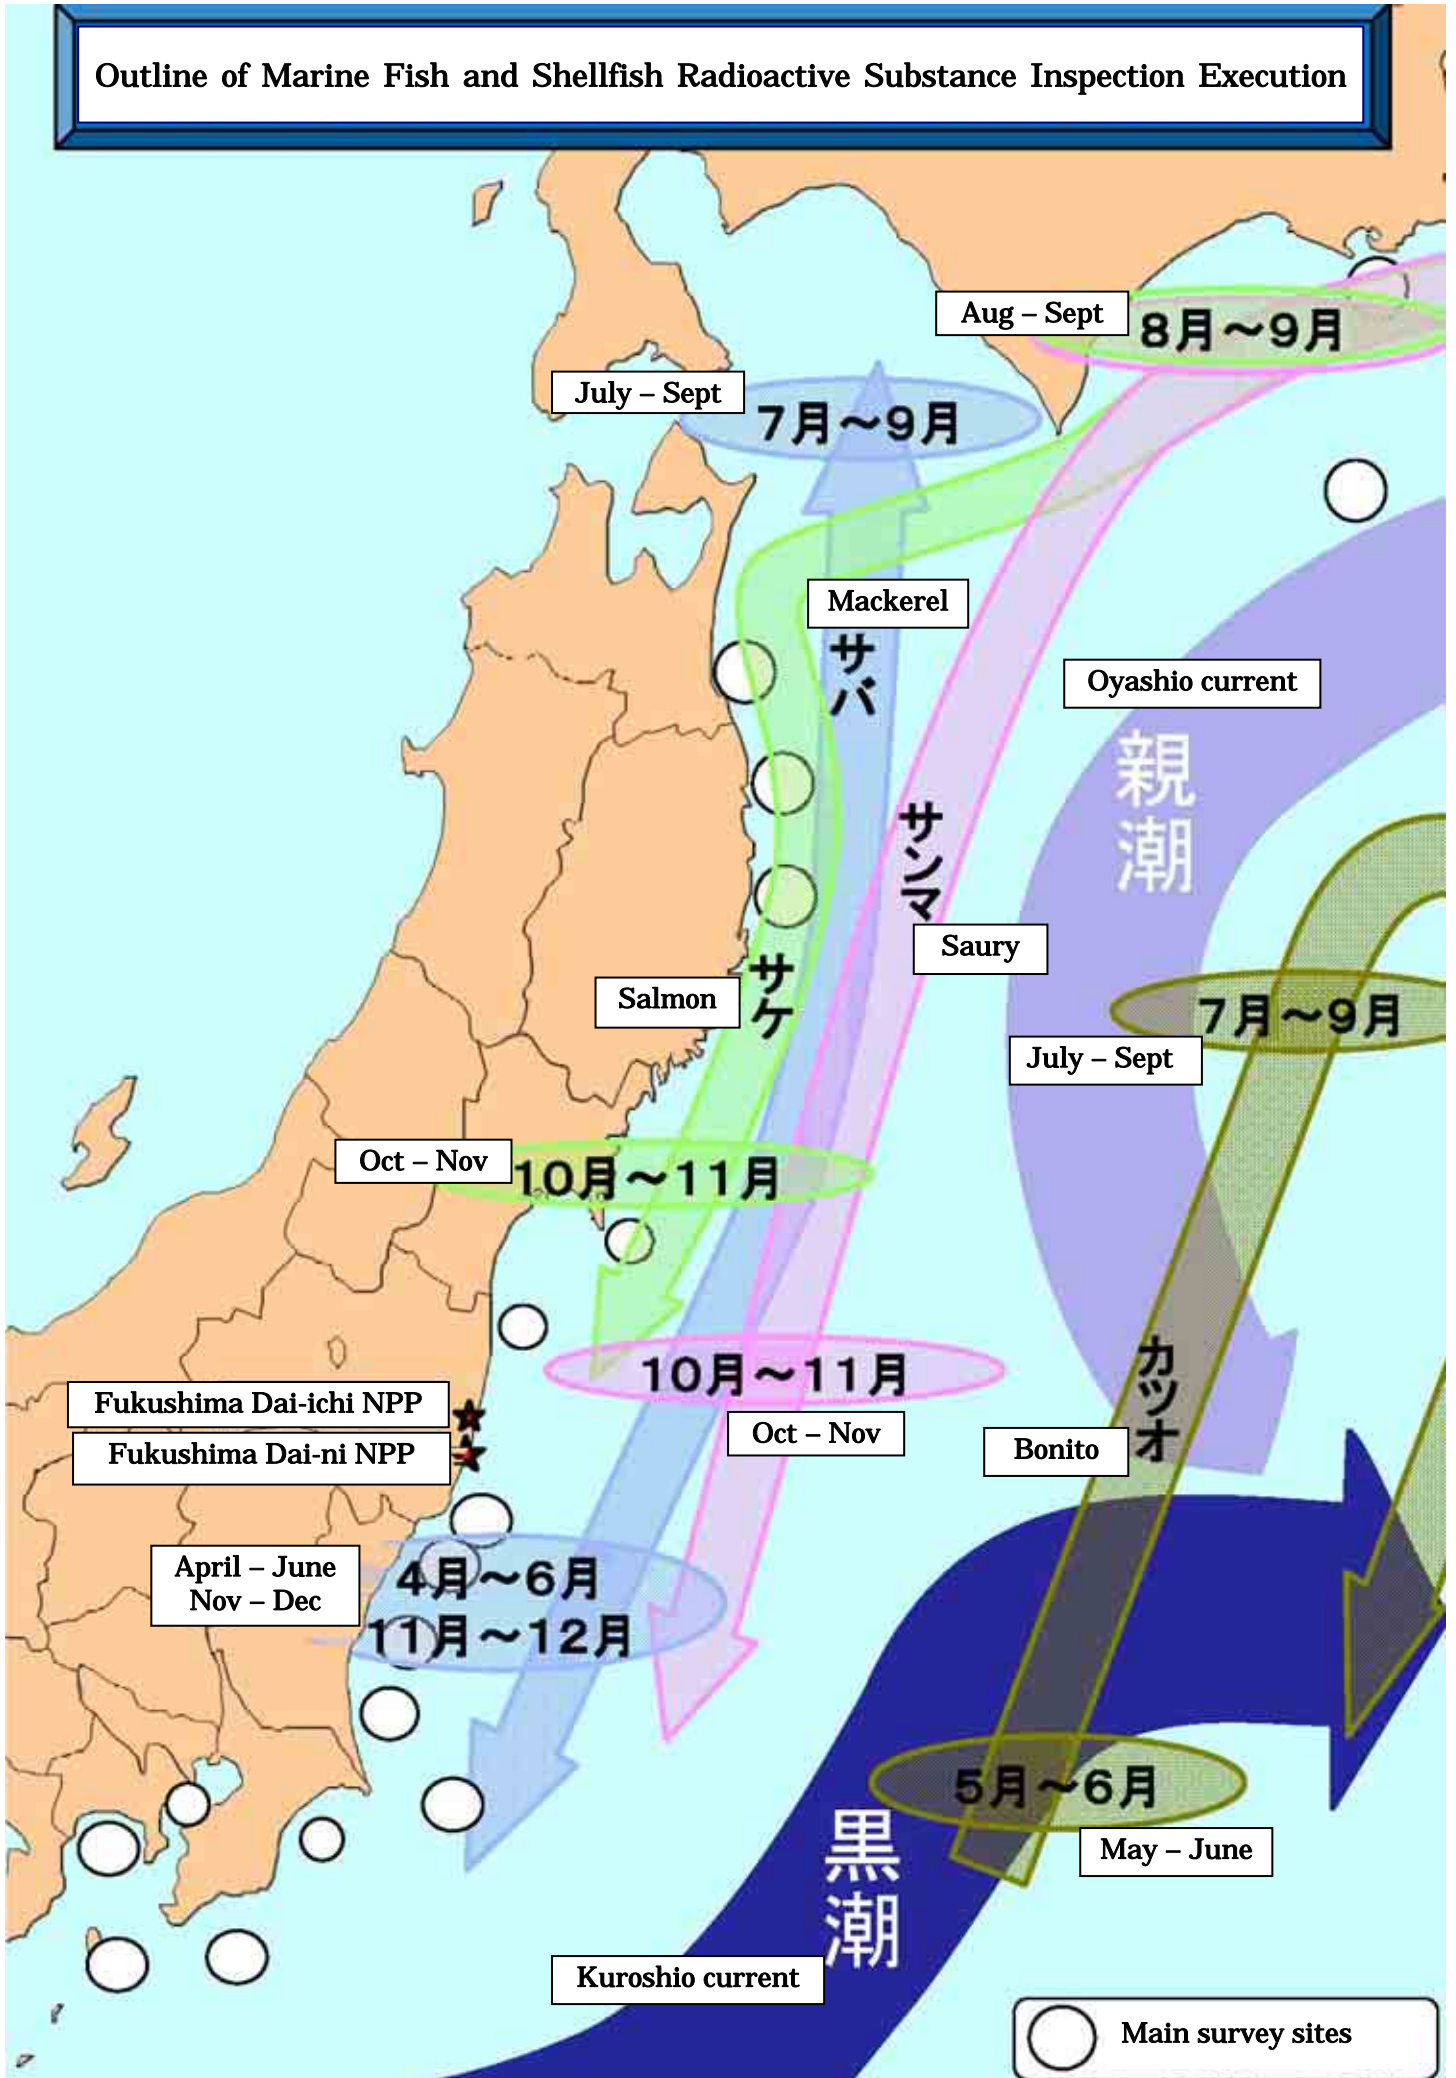 Outline of Marine Fish and Shellfish Radioactive Substance Inspection Execution
Aug – Sept
8月～9月
July – Sept
7月～9月
Mackerel
サバ
Oyashio current
親潮
サンマ
Saury
サケ
Salmon
7月～9月
July – Sept
Oct – Nov
10月～11月
10月～11月
Oct – Nov
カツオ
Bonito
Fukushima Dai-ichi NPP
Fukushima Dai-ni NPP
April – June
Nov – Dec
4月～6月
11月～12月
5月～6月
May – June
黒潮
Kuroshio current
Main survey sites